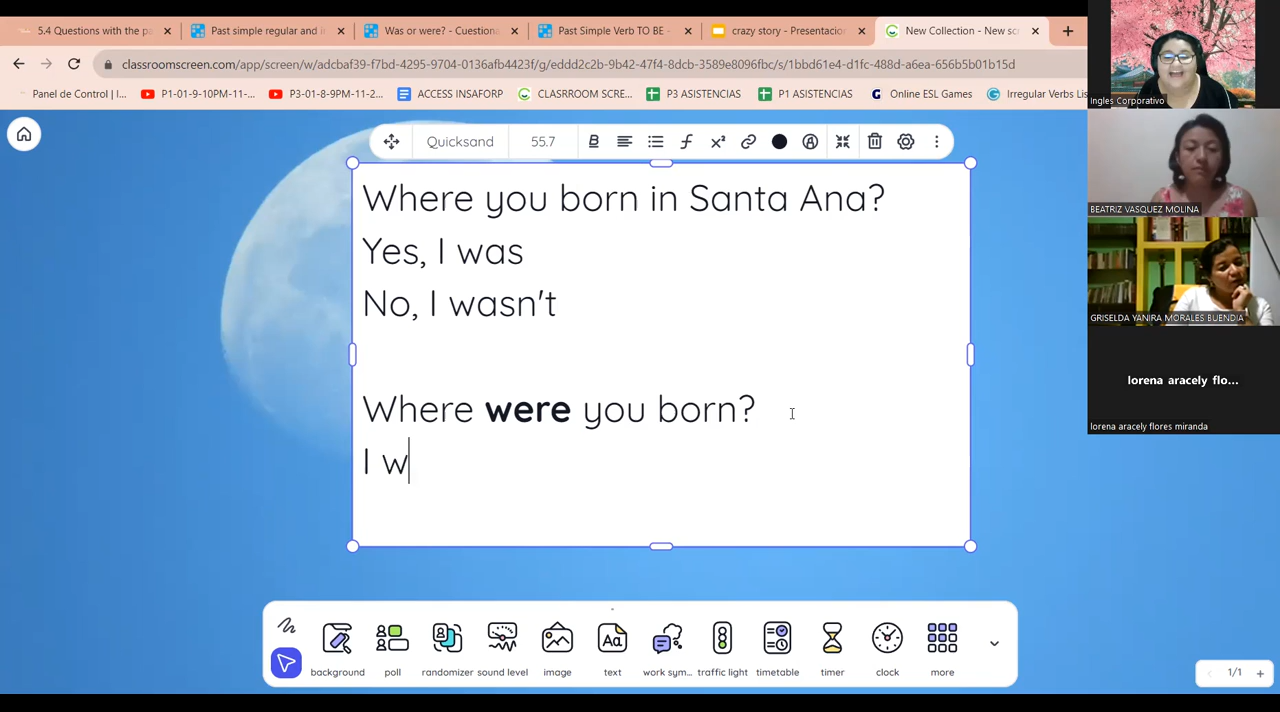 5.4 Questions with the pa
Past simple regular and i
Was or were? - Cuestiona
Past Simple Verb TO BE -
crazy story - Presentacio
New Collection - New sc
classroomscreen.com/app/screen/w/adcbaf39-f7bd-4295-9704-013bafb4423f/g/eddd2c2b-9b42-47f4-8dcb-3589e8096fbc/s/1bbd61e4-d1fc-488d-a6ea-656b5b01b15d
Panel de Control | I...
P1-01-9-10PM-11-...
P3-01-8-9PM-11-2...
ACCESS INSAFORP
CLASRROOM SCRE...
P3 ASISTENCIAS
P1 ASISTENCIAS
Online ESL Games
Irregular Verbs Lis
Quicksand
55.7
Where you born in Santa Ana?
Yes, I was
No, I wasn't
Where were you born?
I w
Ingles Corporativo
BEATRIZ VASQUEZ MOLINA
GRISELDA YANIRA MORALES BUENDIA
lorena aracely flo...
lorena aracely flores miranda
background
poll
randomizer
sound level
image
text
work sym...
traffic light
timetable
timer
clock
more
1/1